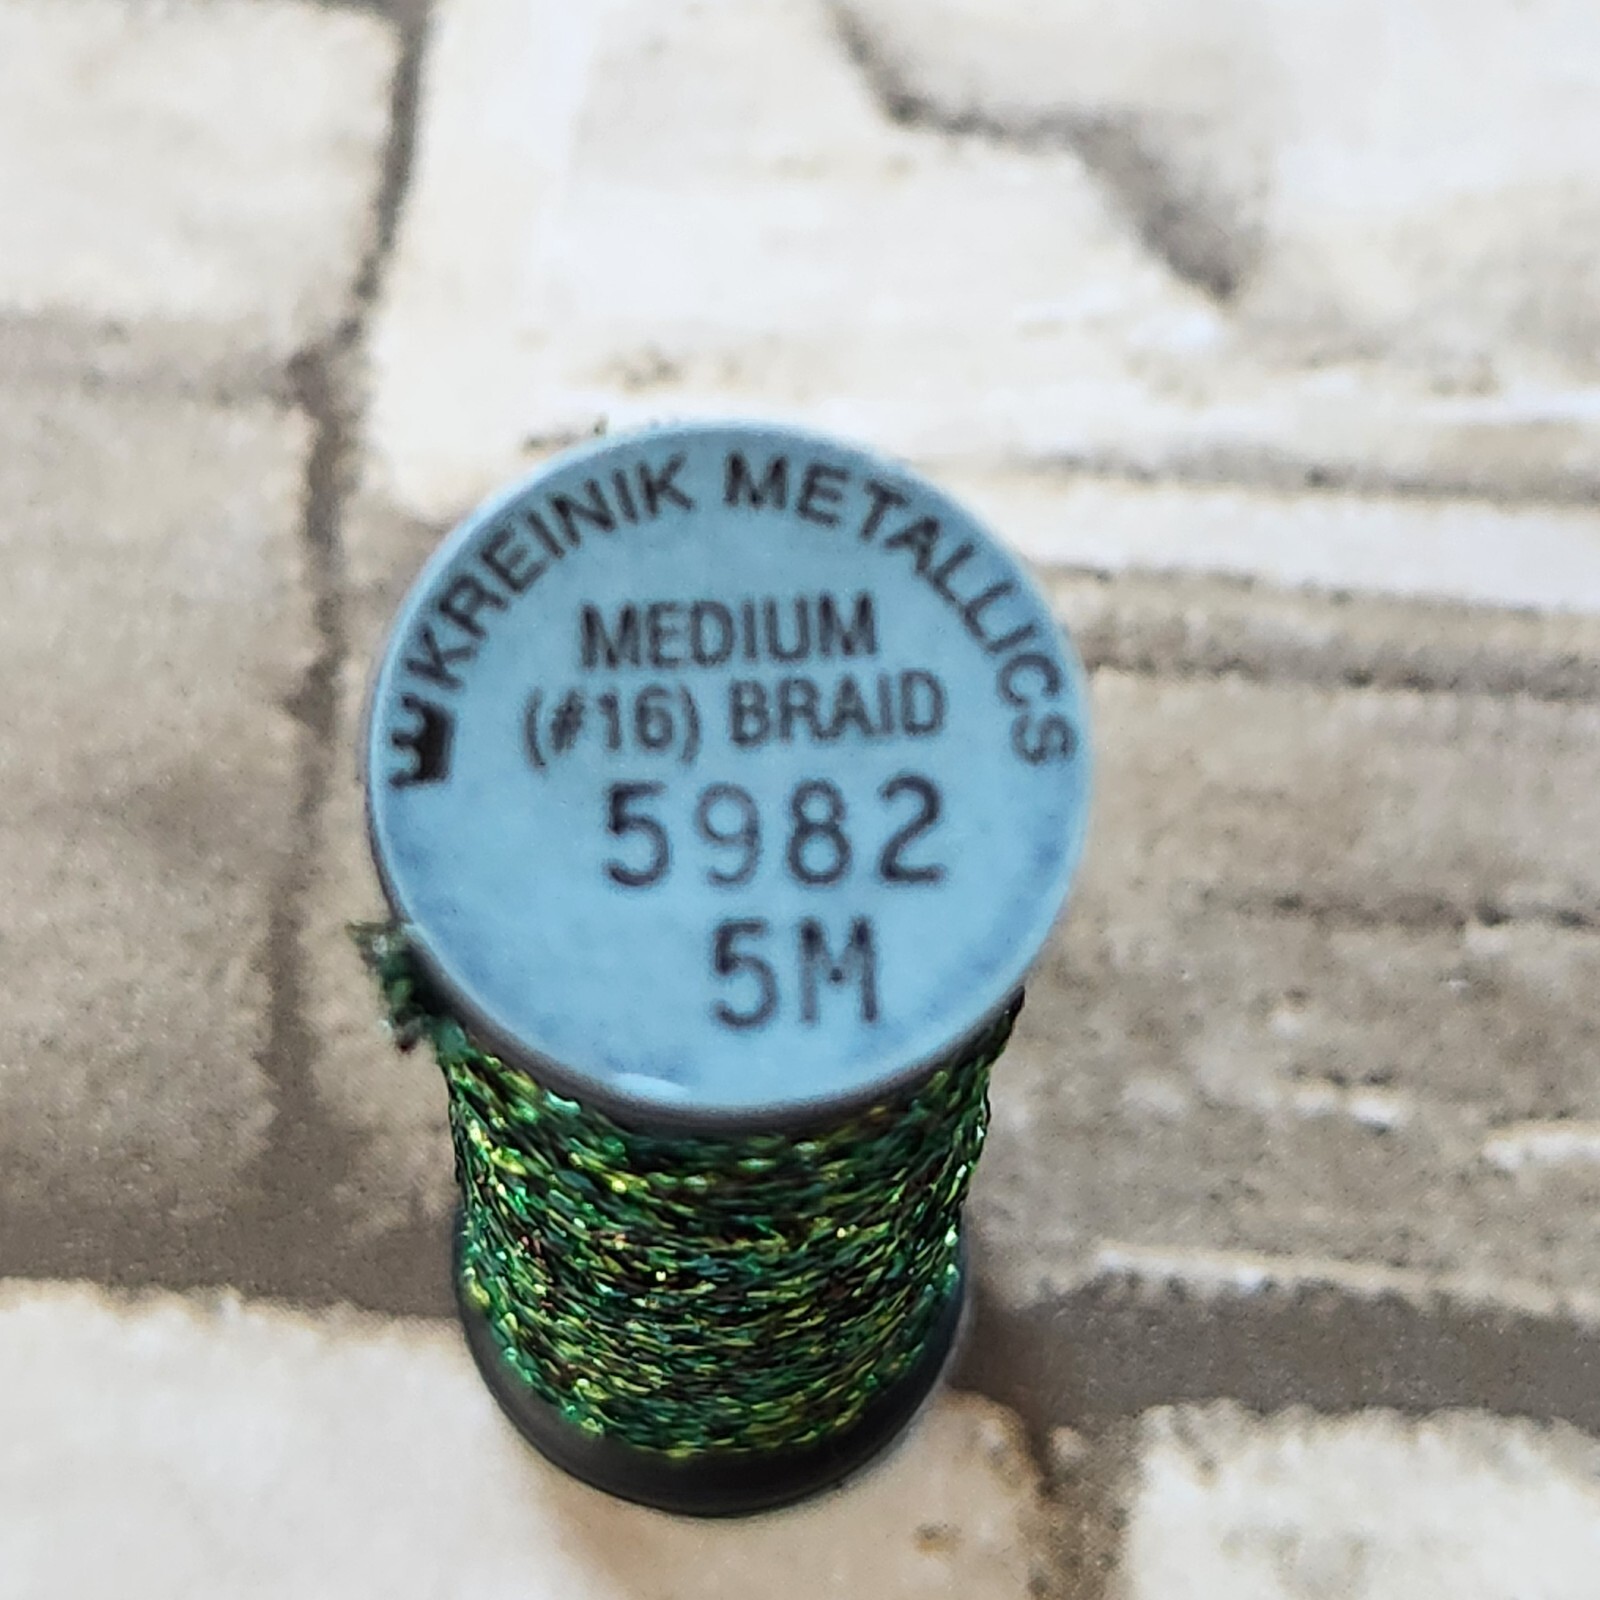 KREINIK METALLICS
MEDIUM
(#16) BRAID
5982
5M